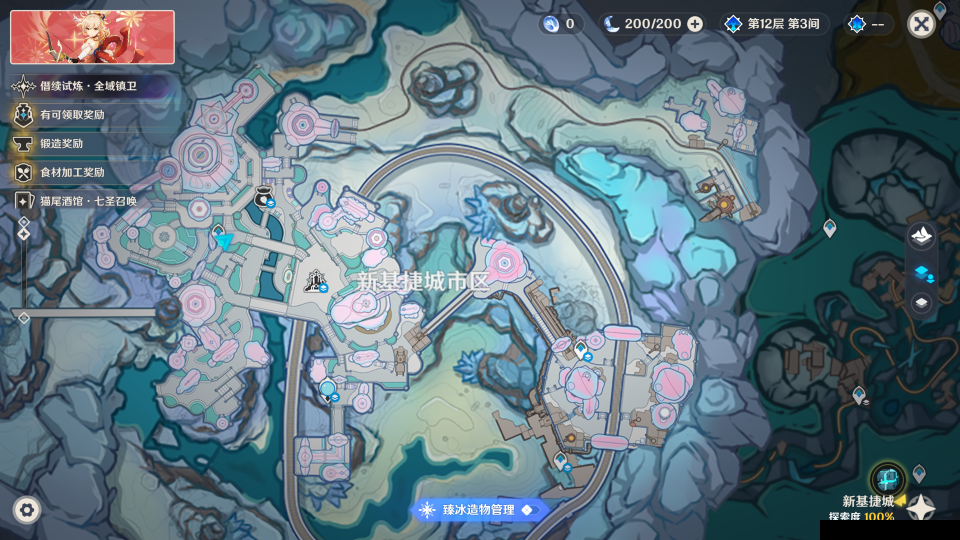 0
200/200
第12层 第3间
--
借续试炼·全域镇卫
有可领取奖励
锻造奖励
食材加工奖励
猫尾酒馆·七圣召唤
新基捷城市区
新基捷城
探索度 100%
臻冰造物管理